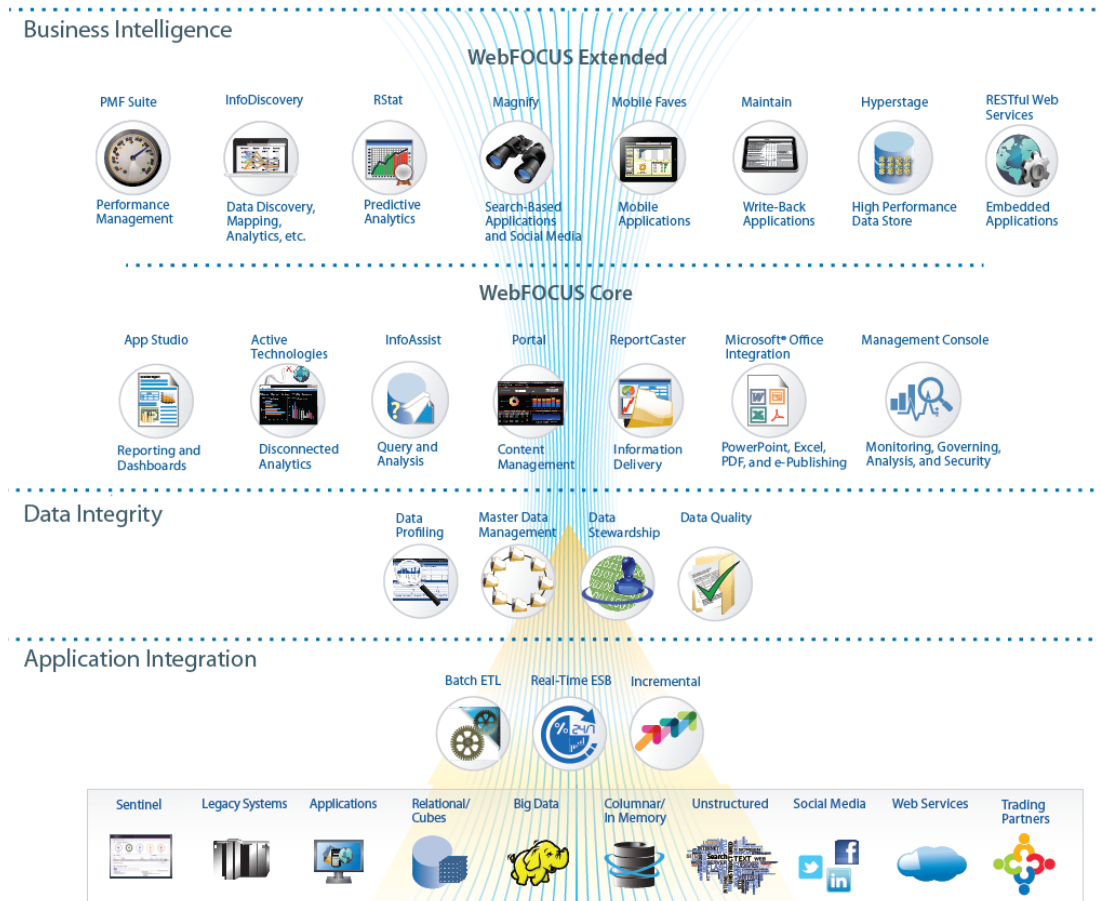 Business Intelligence
WebFOCUS Extended
PMF Suite
InfoDiscovery
RStat
Magnify
Mobile Faves
Maintain
Hyperstage
RESTful Web
Services
Performance
Management
Data Discovery,
Mapping,
Analytics, etc.
Predictive
Analytics
Search-Based
Applications
and Social Media
Mobile
Applications
Write-Back
Applications
High Performance
Data Store
Embedded
Applications
WebFOCUS Core
App Studio
Active
Technologies
InfoAssist
Portal
ReportCaster
Microsoft® Office
Integration
Management Console
Reporting and
Dashboards
Disconnected
Analytics
Query and
Analysis
Content
Management
Information
Delivery
PowerPoint, Excel,
PDF, and e-Publishing
Monitoring, Governing,
Analysis, and Security
Data Integrity
Data
Profiling
Master Data
Management
Data
Stewardship
Data Quality
Application Integration
Batch ETL
Real-Time ESB
Incremental
% 24/7
Sentinel
Legacy Systems
Applications
Relational/
Cubes
Big Data
Columnar/
In Memory
Unstructured
Social Media
Web Services
Trading
Partners
Search
TEXT
WEB
f
in